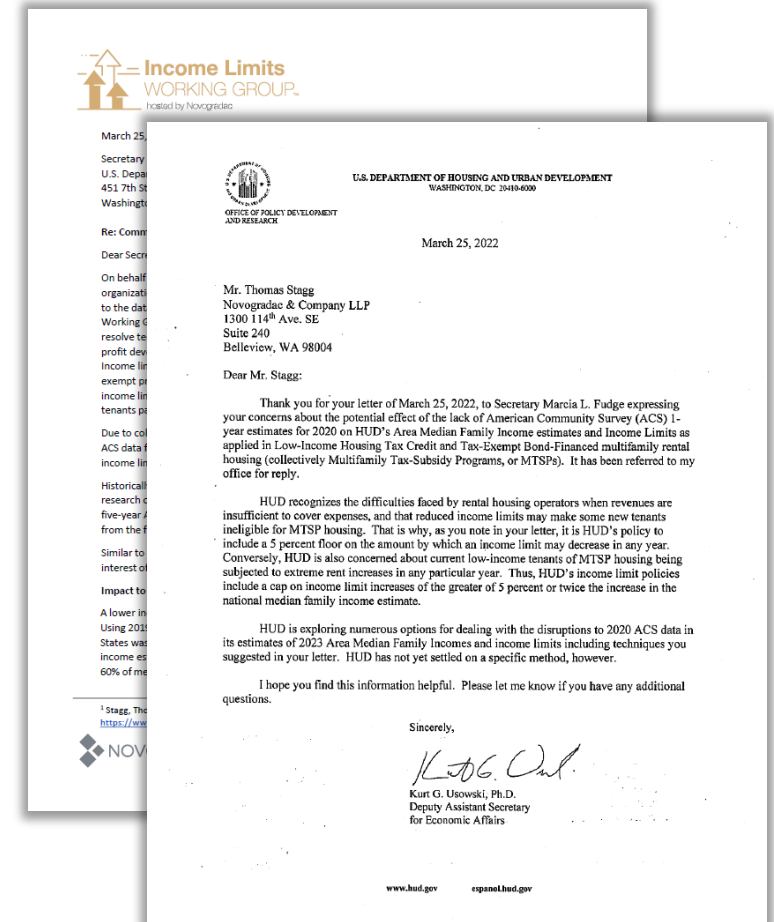 Income Limits
WORKING GROUP
hosted by Novogradac
March 25,
Secretary
U.S. Depa
451 7th St
Washingt
Re: Comm
Dear Secr
On behalf
organizati
to the dat
Working G
resolve te
profit dev
Income lin
exempt pr
income lin
tenants pa
Due to col
ACS data f
income lin
Historicall
research c
five-year A
from the f
Similar to
interest of
Impact to
A lower in
Using 2019
States was
income es
60% of me
1 Stagg, Tho
https://ww
NOV
U.S. DEPARTMENT OF HOUSING AND URBAN DEVELOPMENT
WASHINGTON, DC 20410-6000
OFFICE OF POLICY DEVELOPMENT
AND RESEARCH
March 25, 2022
Mr. Thomas Stagg
Novogradac & Company LLP
1300 114th Ave. SE
Suite 240
Belleview, WA 98004
Dear Mr. Stagg:
Thank you for your letter of March 25, 2022, to Secretary Marcia L. Fudge expressing
your concerns about the potential effect of the lack of American Community Survey (ACS) 1-
year estimates for 2020 on HUD's Area Median Family Income estimates and Income Limits as
applied in Low-Income Housing Tax Credit and Tax-Exempt Bond-Financed multifamily rental
housing (collectively Multifamily Tax-Subsidy Programs, or MTSPs). It has been referred to my
office for reply.
HUD recognizes the difficulties faced by rental housing operators when revenues are
insufficient to cover expenses, and that reduced income limits may make some new tenants
ineligible for MTSP housing. That is why, as you note in your letter, it is HUD's policy to
include a 5 percent floor on the amount by which an income limit may decrease in any year.
Conversely, HUD is also concerned about current low-income tenants of MTSP housing being
subjected to extreme rent increases in any particular year. Thus, HUD's income limit policies
include a cap on income limit increases of the greater of 5 percent or twice the increase in the
national median family income estimate.
HUD is exploring numerous options for dealing with the disruptions to 2020 ACS data in
its estimates of 2023 Area Median Family Incomes and income limits including techniques you
suggested in your letter. HUD has not yet settled on a specific method, however.
I hope you find this information helpful. Please let me know if you have any additional
questions.
Sincerely,
Kurt G. Usowski, Ph.D.
Deputy Assistant Secretary
for Economic Affairs
www.hud.gov espanol.hud.gov